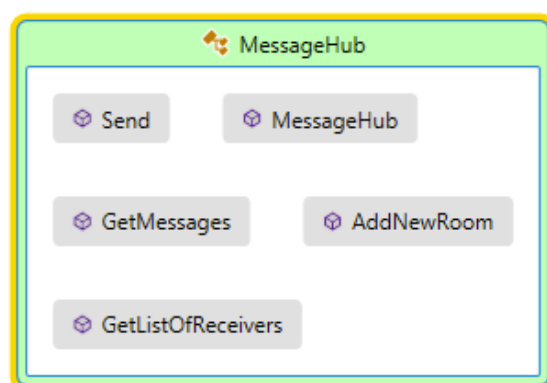 MessageHub
Send MessageHub
GetMessages AddNewRoom
GetListOfReceivers